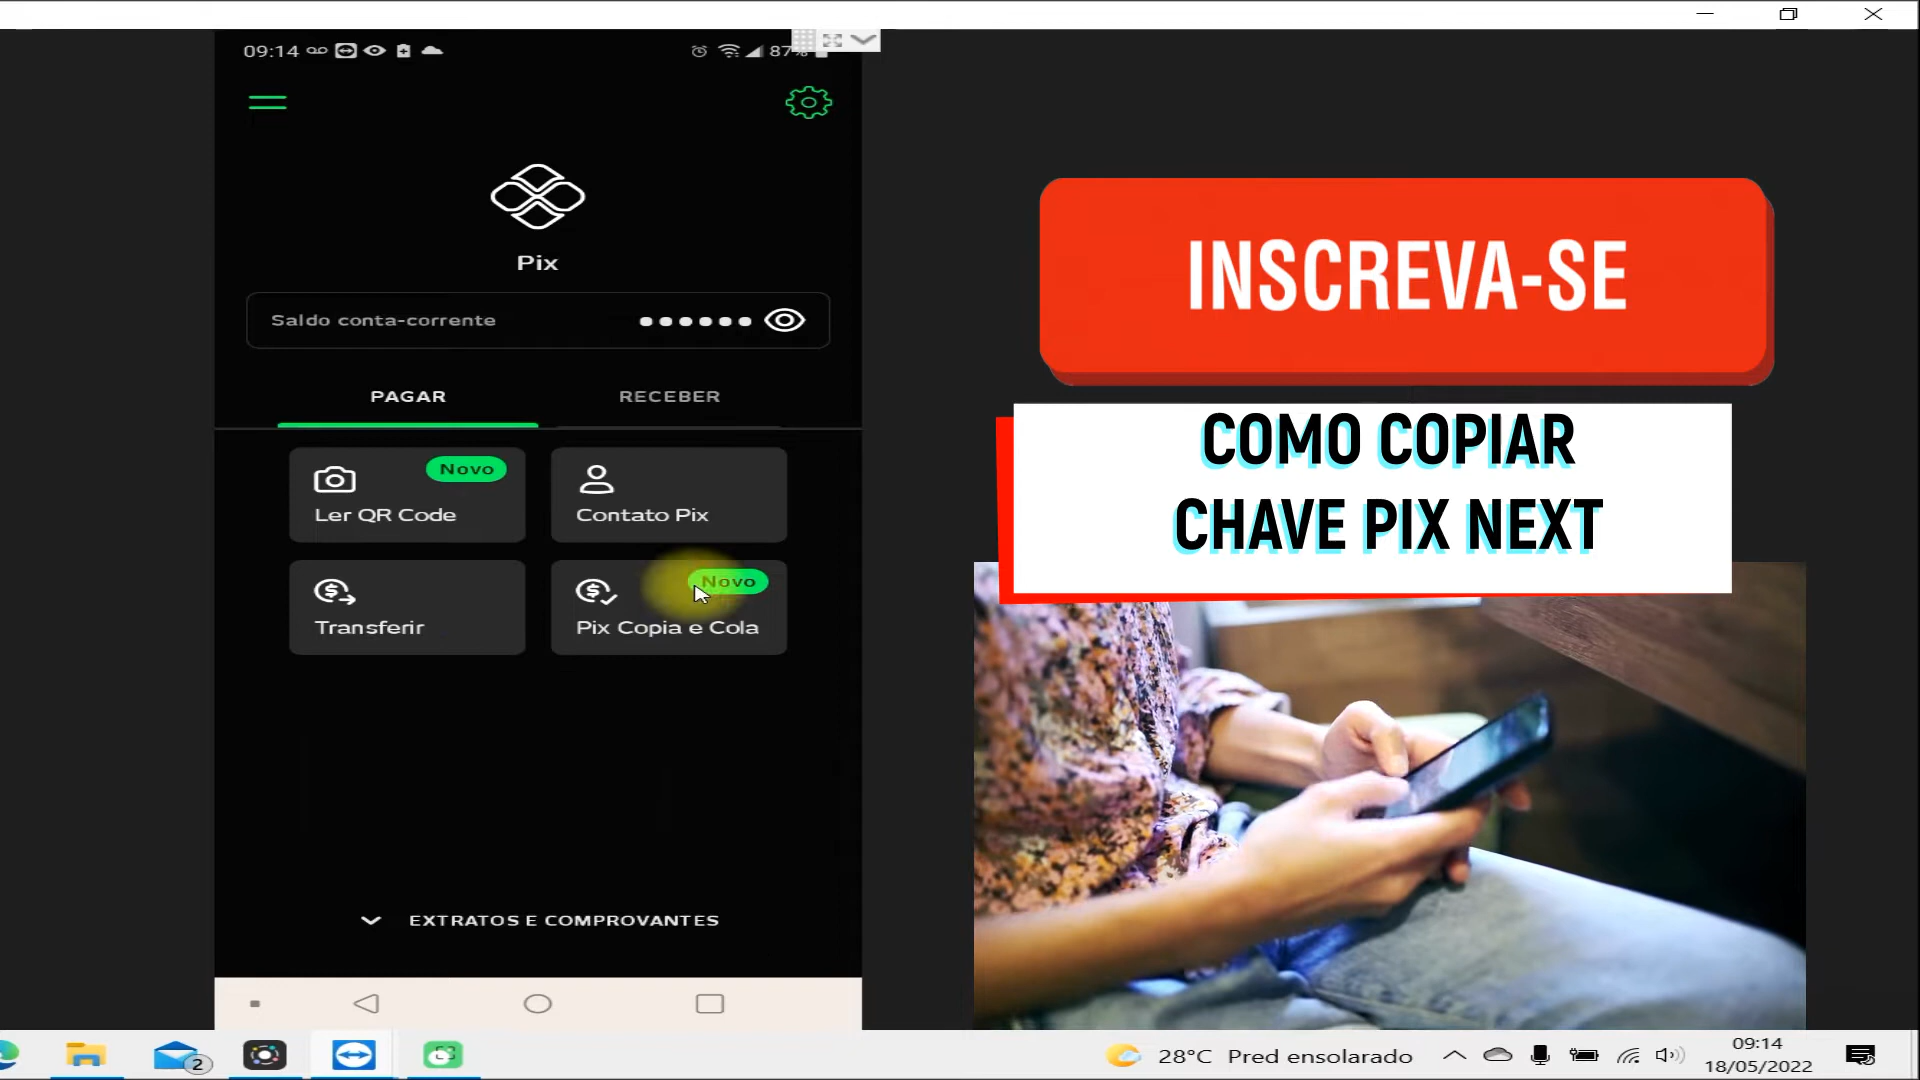 09:14
87%
Pix
Saldo conta-corrente
PAGAR
RECEBER
Novo
Ler QR Code
Contato Pix
Transferir
Novo
Pix Copia e Cola
EXTRATOS E COMPROVANTES
INSCREVA-SE
COMO COPIAR
CHAVE PIX NEXT
2
28°C Pred ensolarado
09:14
18/05/2022